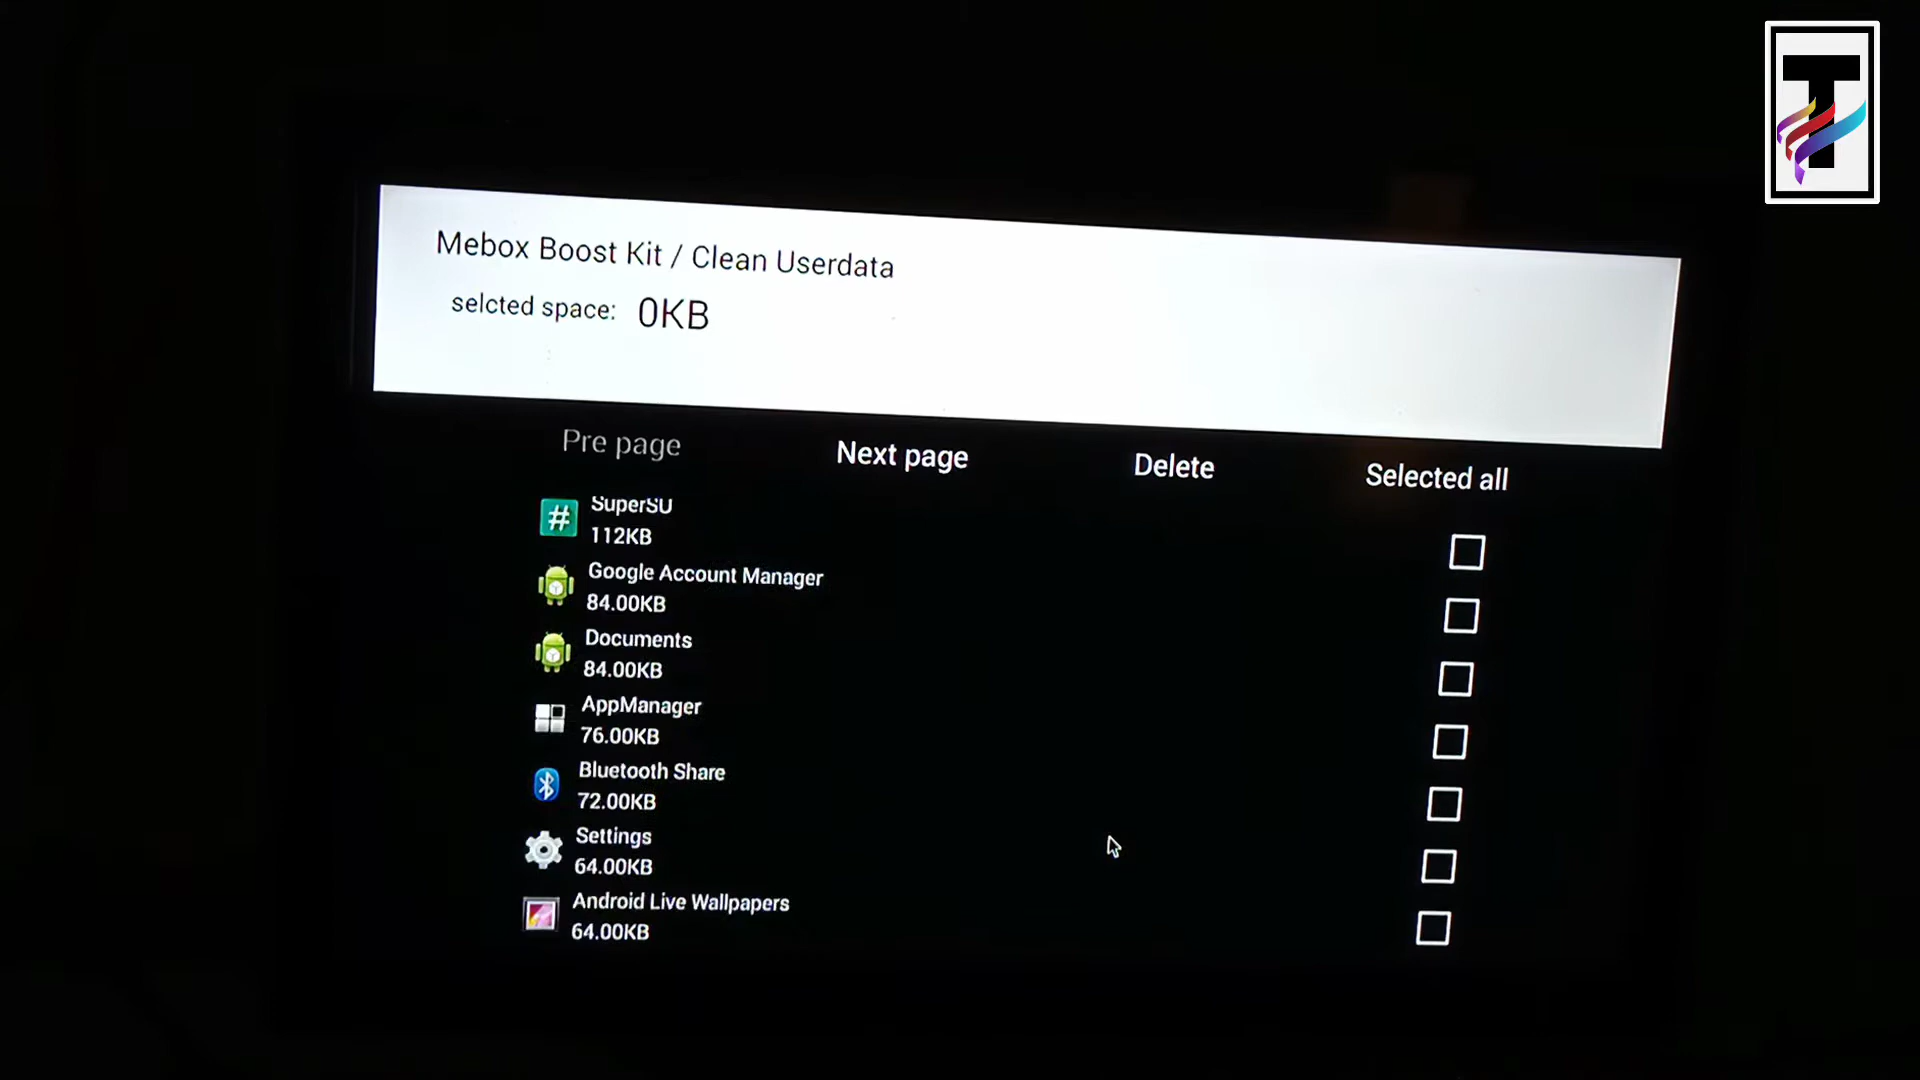 T
Mebox Boost Kit / Clean Userdata
selcted space: 0KB
Pre page Next page Delete Selected all
SuperSU
112KB
Google Account Manager
84.00KB
Documents
84.00KB
AppManager
76.00KB
Bluetooth Share
72.00KB
Settings
64.00KB
Android Live Wallpapers
64.00KB